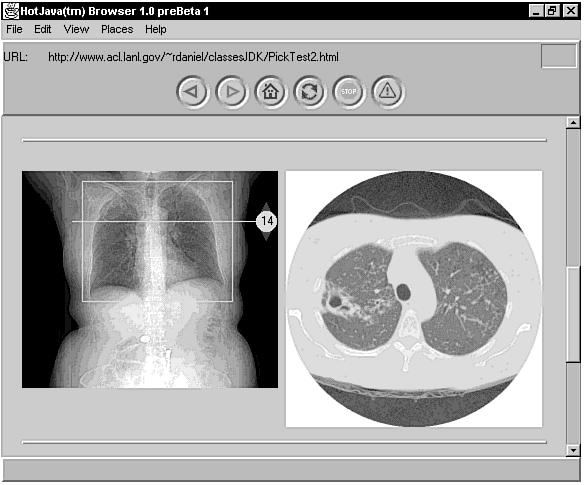 HotJava(tm) Browser 1.0 preBeta 1
File Edit View Places Help
URL: http://www.acl.lanl.gov/~rdaniel/classesJDK/PickTest2.html
STOP
14